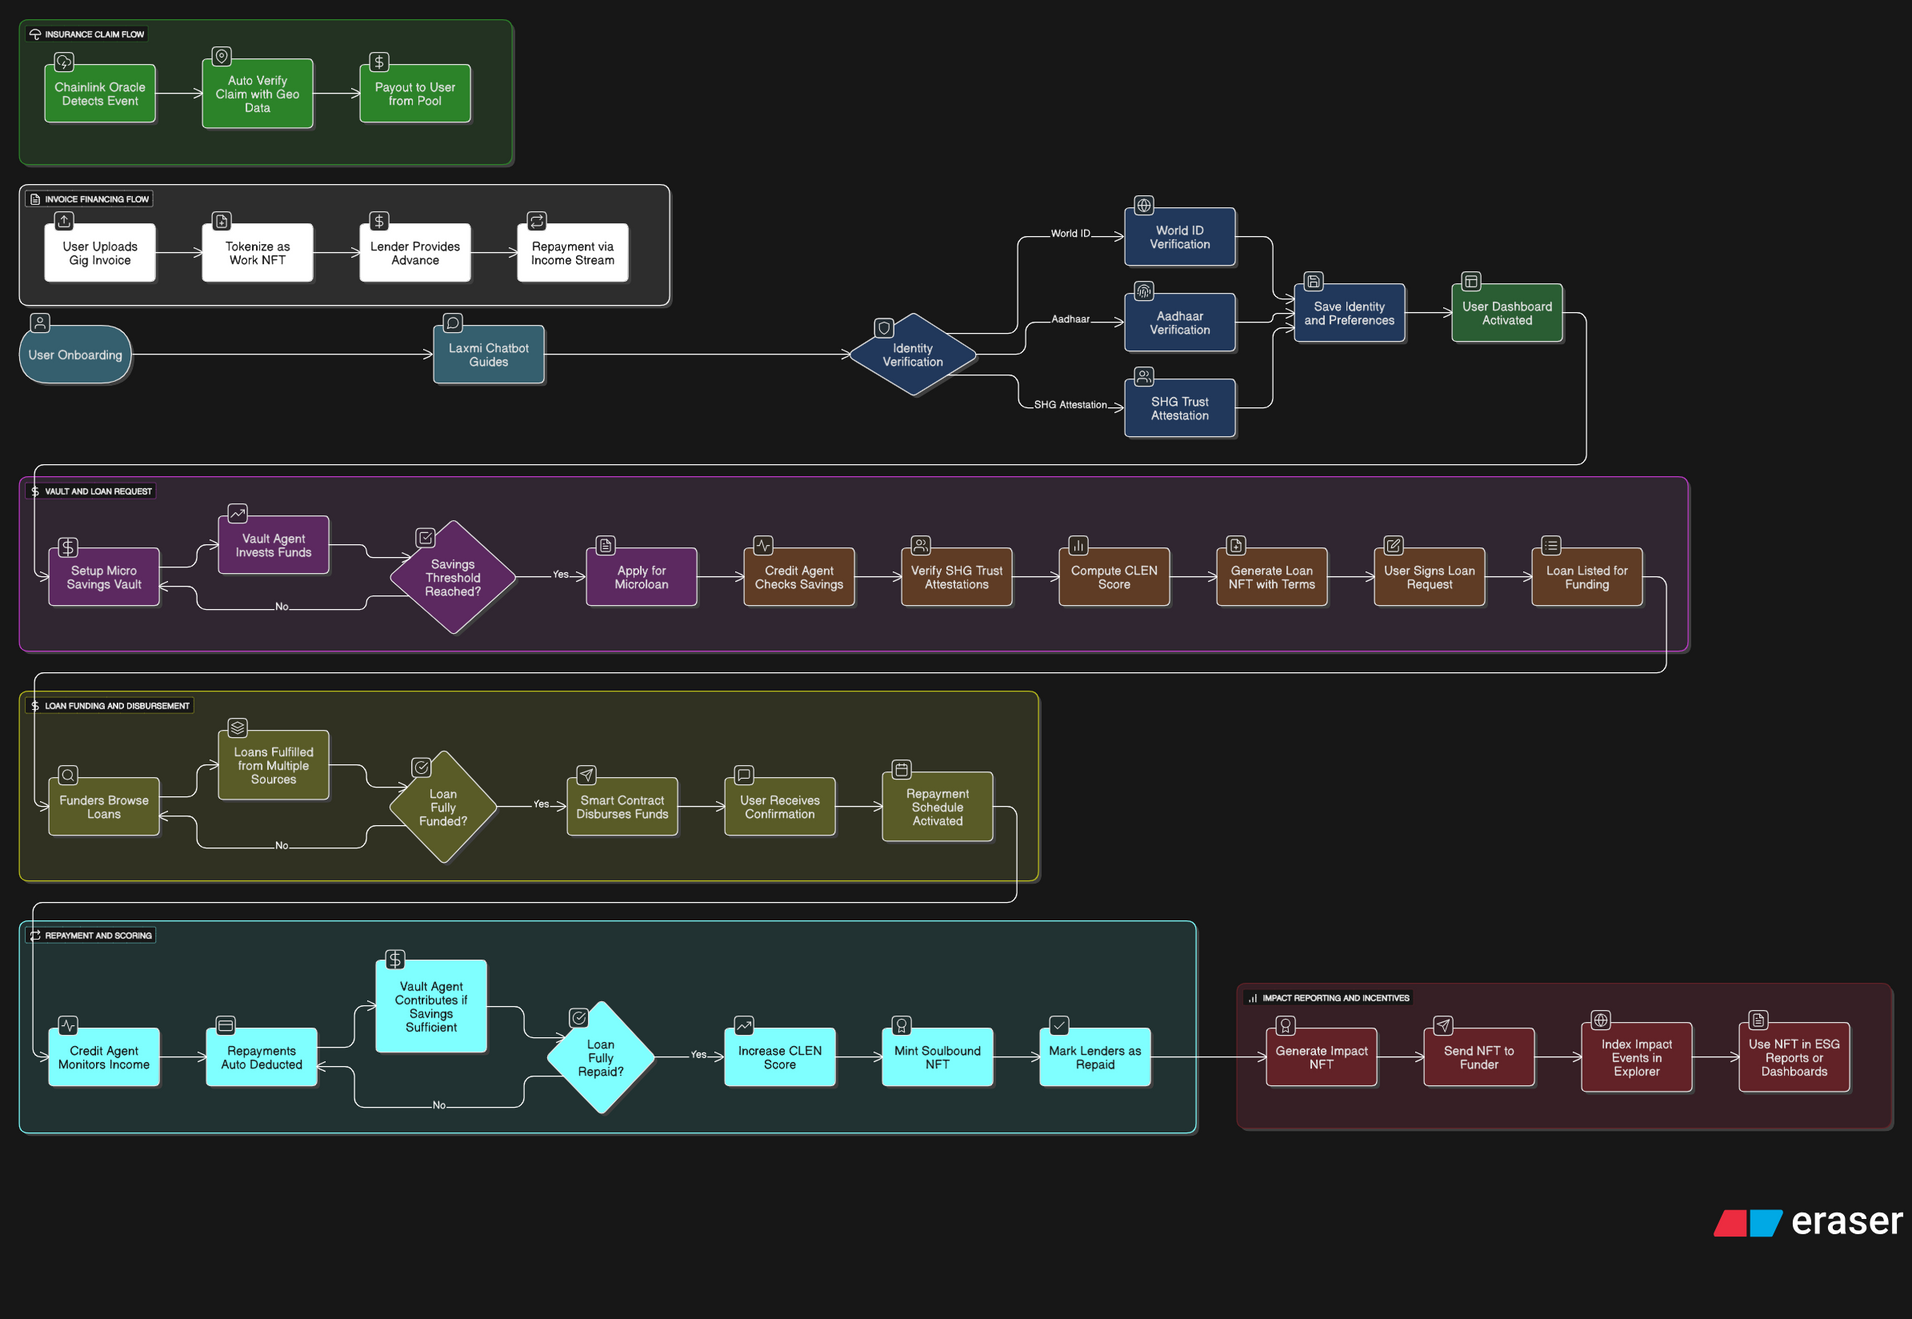 INSURANCE CLAIM FLOW
Chainlink Oracle
Detects Event
Auto Verify
Claim with Geo
Data
Payout to User
from Pool
INVOICE FINANCING FLOW
User Uploads
Gig Invoice
Tokenize as
Work NFT
Lender Provides
Advance
Repayment via
Income Stream
User Onboarding
Laxmi Chatbot
Guides
Identity
Verification
World ID
Aadhaar
SHG Attestation
World ID
Verification
Aadhaar
Verification
SHG Trust
Attestation
Save Identity
and Preferences
User Dashboard
Activated
VAULT AND LOAN REQUEST
Setup Micro
Savings Vault
Vault Agent
Invests Funds
Savings
Threshold
Reached?
No
Yes
Apply for
Microloan
Credit Agent
Checks Savings
Verify SHG Trust
Attestations
Compute CLEN
Score
Generate Loan
NFT with Terms
User Signs Loan
Request
Loan Listed for
Funding
LOAN FUNDING AND DISBURSEMENT
Funders Browse
Loans
Loans Fulfilled
from Multiple
Sources
Loan
Fully
Funded?
No
Yes
Smart Contract
Disburses Funds
User Receives
Confirmation
Repayment
Schedule
Activated
REPAYMENT AND SCORING
Credit Agent
Monitors Income
Repayments
Auto Deducted
Vault Agent
Contributes if
Savings
Sufficient
Loan
Fully
Repaid?
No
Yes
Increase CLEN
Score
Mint Soulbound
NFT
Mark Lenders as
Repaid
IMPACT REPORTING AND INCENTIVES
Generate Impact
NFT
Send NFT to
Funder
Index Impact
Events in
Explorer
Use NFT in ESG
Reports or
Dashboards
eraser